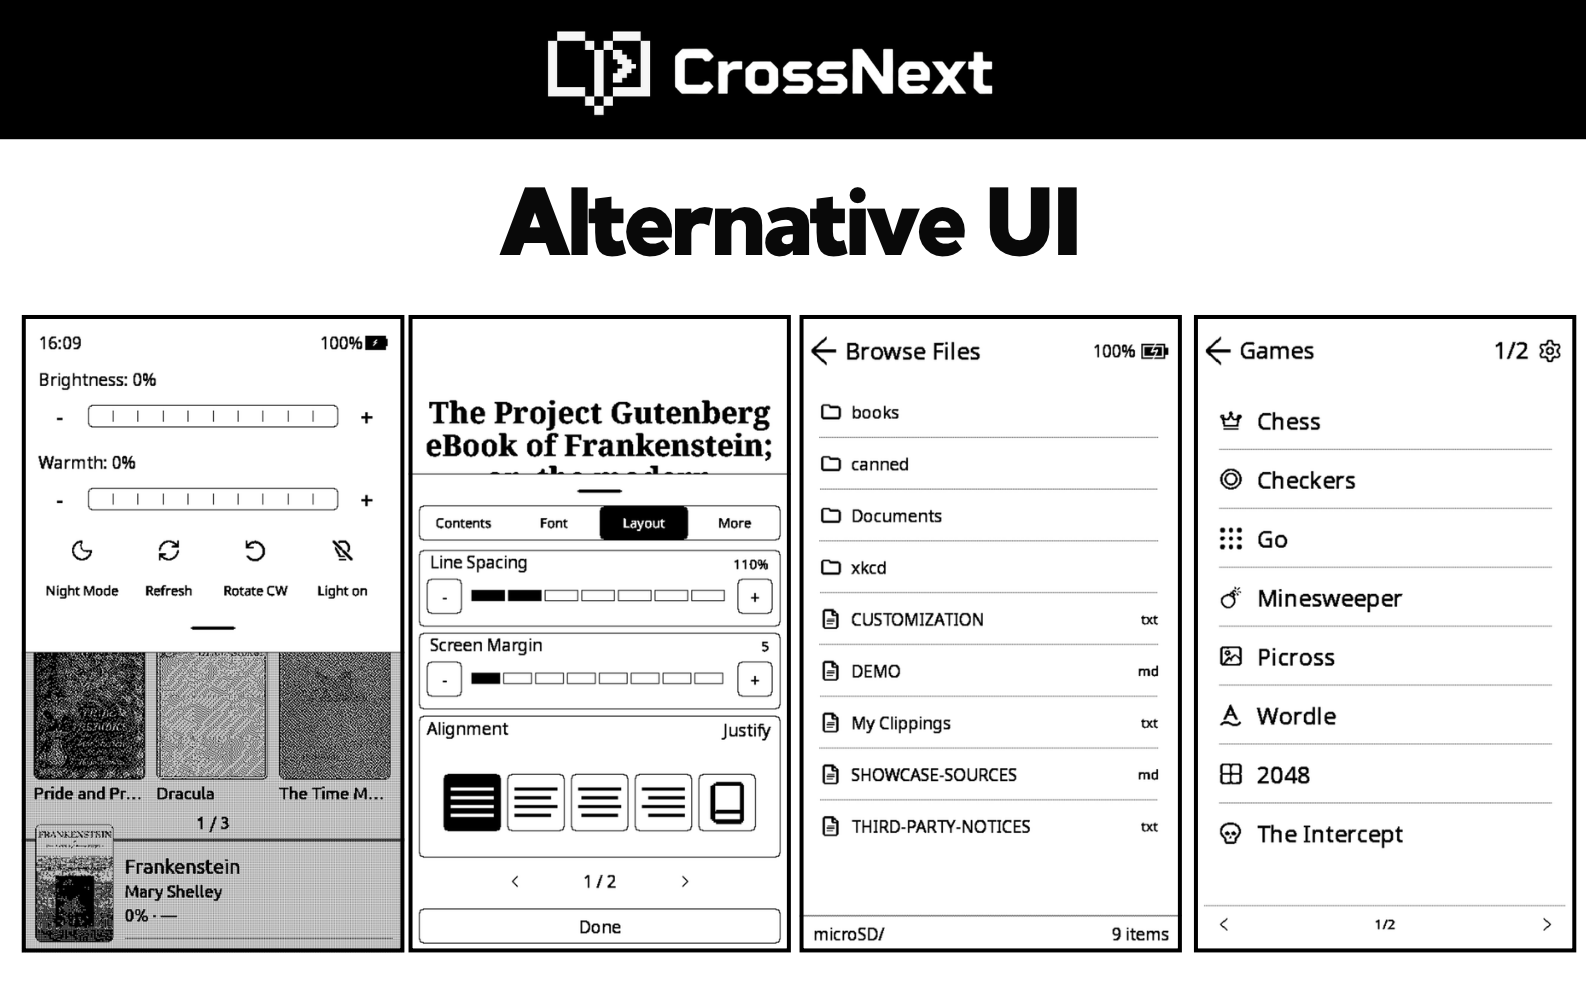 CrossNext
Alternative UI
16:09 100%
Brightness: 0%
- +
Warmth: 0%
- +
Night Mode Refresh Rotate CW Light on
Pride and Pr... Dracula The Time M...
1 / 3
FRANKENSTEIN
Frankenstein
Mary Shelley
0% · —
The Project Gutenberg
eBook of Frankenstein;
or, the modern
Contents Font Layout More
Line Spacing 110%
- +
Screen Margin 5
- +
Alignment Justify
< 1 / 2 >
Done
Browse Files 100%
books
canned
Documents
xkcd
CUSTOMIZATION txt
DEMO md
My Clippings txt
SHOWCASE-SOURCES md
THIRD-PARTY-NOTICES txt
microSD/ 9 items
Games 1/2
Chess
Checkers
Go
Minesweeper
Picross
Wordle
2048
The Intercept
< 1/2 >